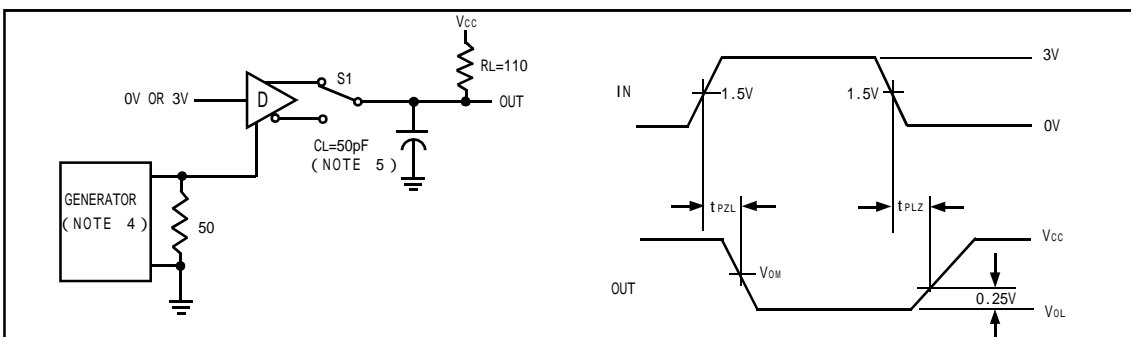 VCC
RL=110
S1
0V OR 3V
D
OUT
CL=50pF
(NOTE 5)
GENERATOR
(NOTE 4)
50
3V
IN
1.5V
1.5V
0V
tPZL
tPLZ
VCC
VOM
OUT
0.25V
VOL